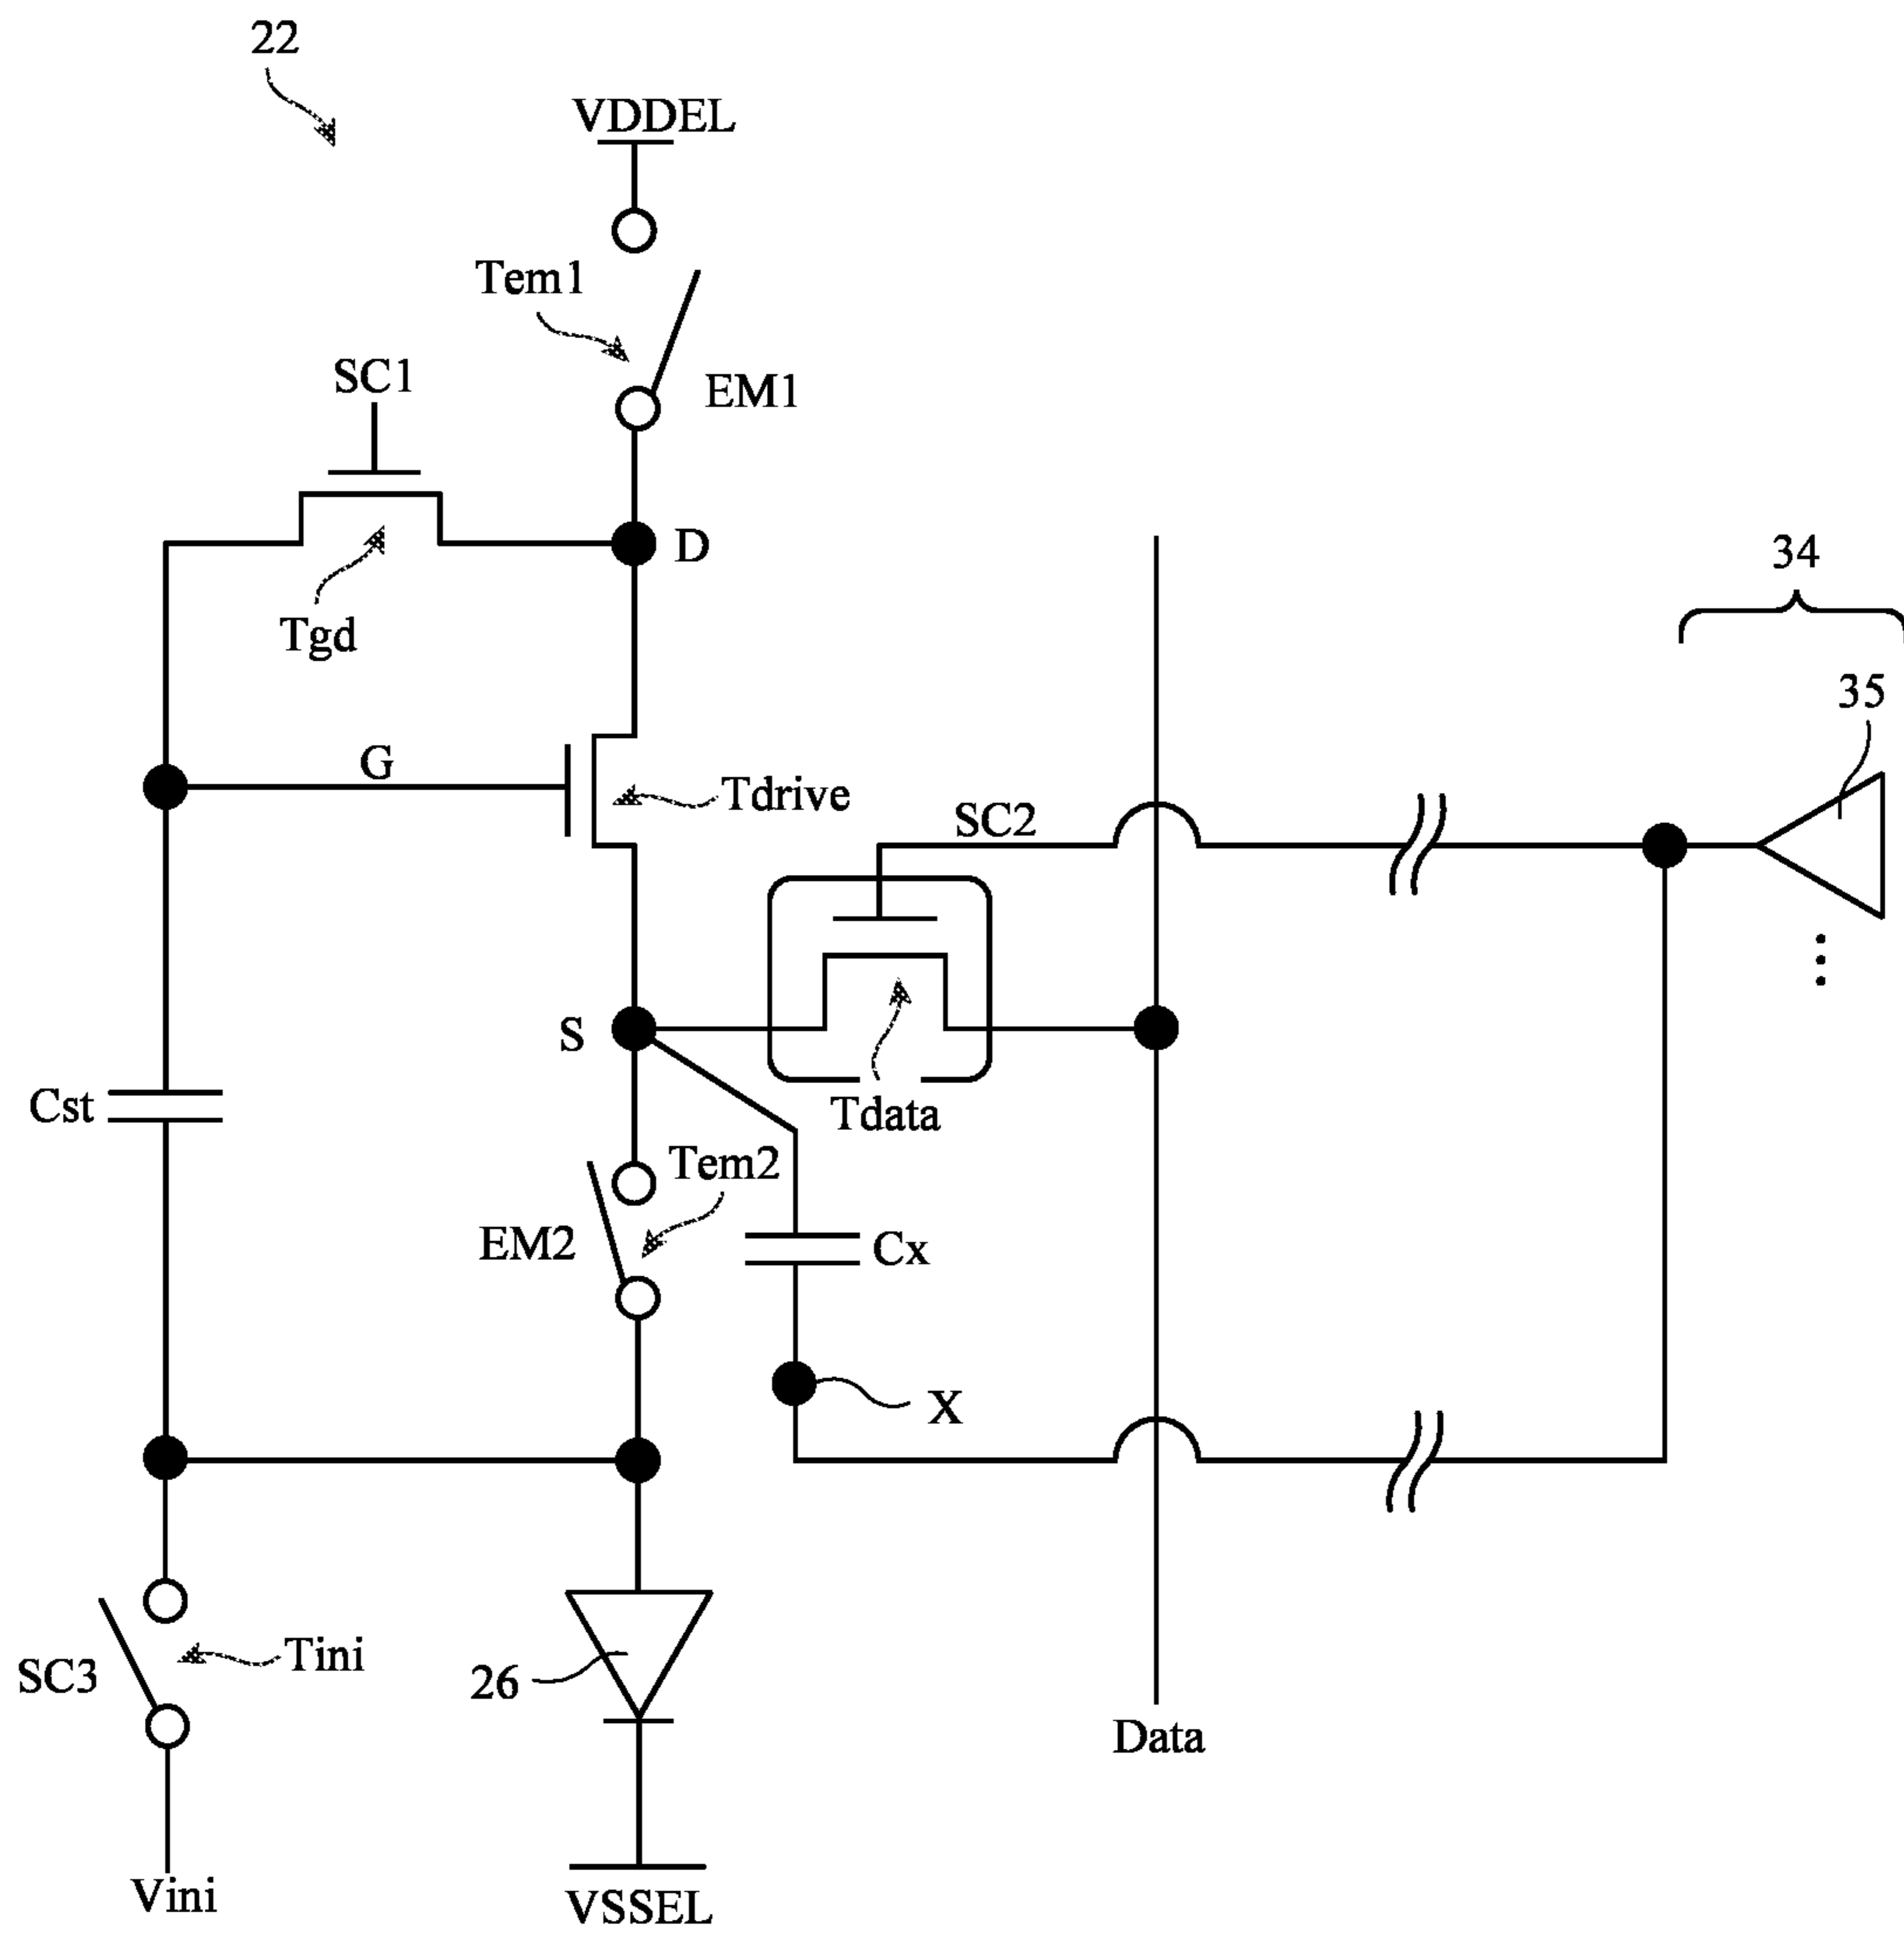 22
VDDEL
Tem1
EM1
SC1
D
Tgd
34
35
G
Tdrive
SC2
S
Cst
Tdata
Tem2
EM2
Cx
X
Tini
SC3
26
Data
Vini
VSSEL